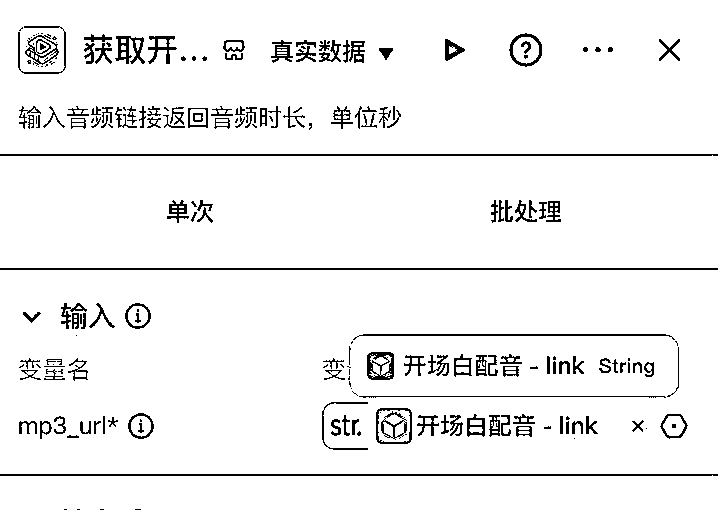 获取开... 真实数据
输入音频链接返回音频时长，单位秒
单次 批处理
输入
变量名 变
开场白配音 - link String
mp3_url* str. 开场白配音 - link